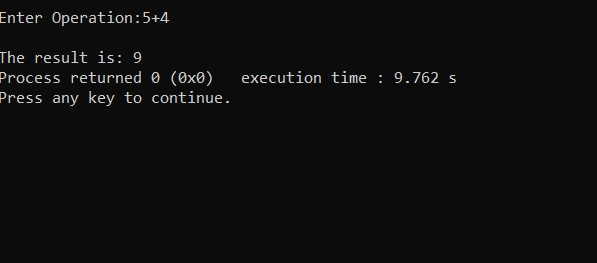 Enter Operation:5+4
The result is: 9
Process returned 0 (0x0)   execution time : 9.762 s
Press any key to continue.